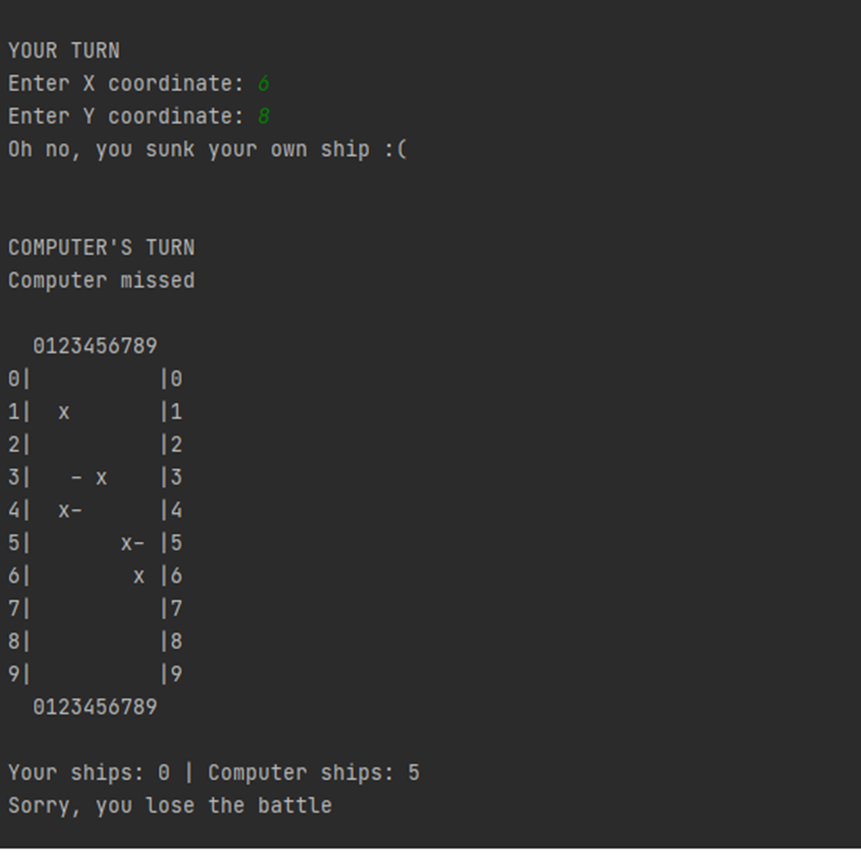 YOUR TURN
Enter X coordinate: 6
Enter Y coordinate: 8
Oh no, you sunk your own ship :(
COMPUTER'S TURN
Computer missed
  0123456789
0|          |0
1|  x       |1
2|          |2
3|   - x    |3
4|  x-      |4
5|       x- |5
6|        x |6
7|          |7
8|          |8
9|          |9
  0123456789
Your ships: 0 | Computer ships: 5
Sorry, you lose the battle